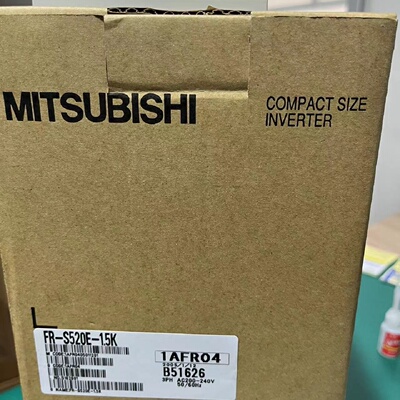 MITSUBISHI
COMPACT SIZE
INVERTER
FR-S520E-1.5K
1AFR04
B51626
3PH AC200-240V
50/60Hz